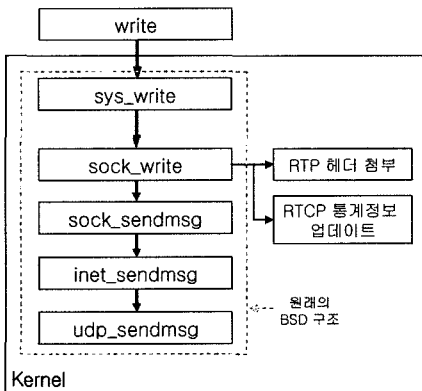 write
sys_write
sock_write
RTP 헤더 첨부
sock_sendmsg
RTCP 통계정보
업데이트
inet_sendmsg
원래의
BSD 구조
udp_sendmsg
Kernel